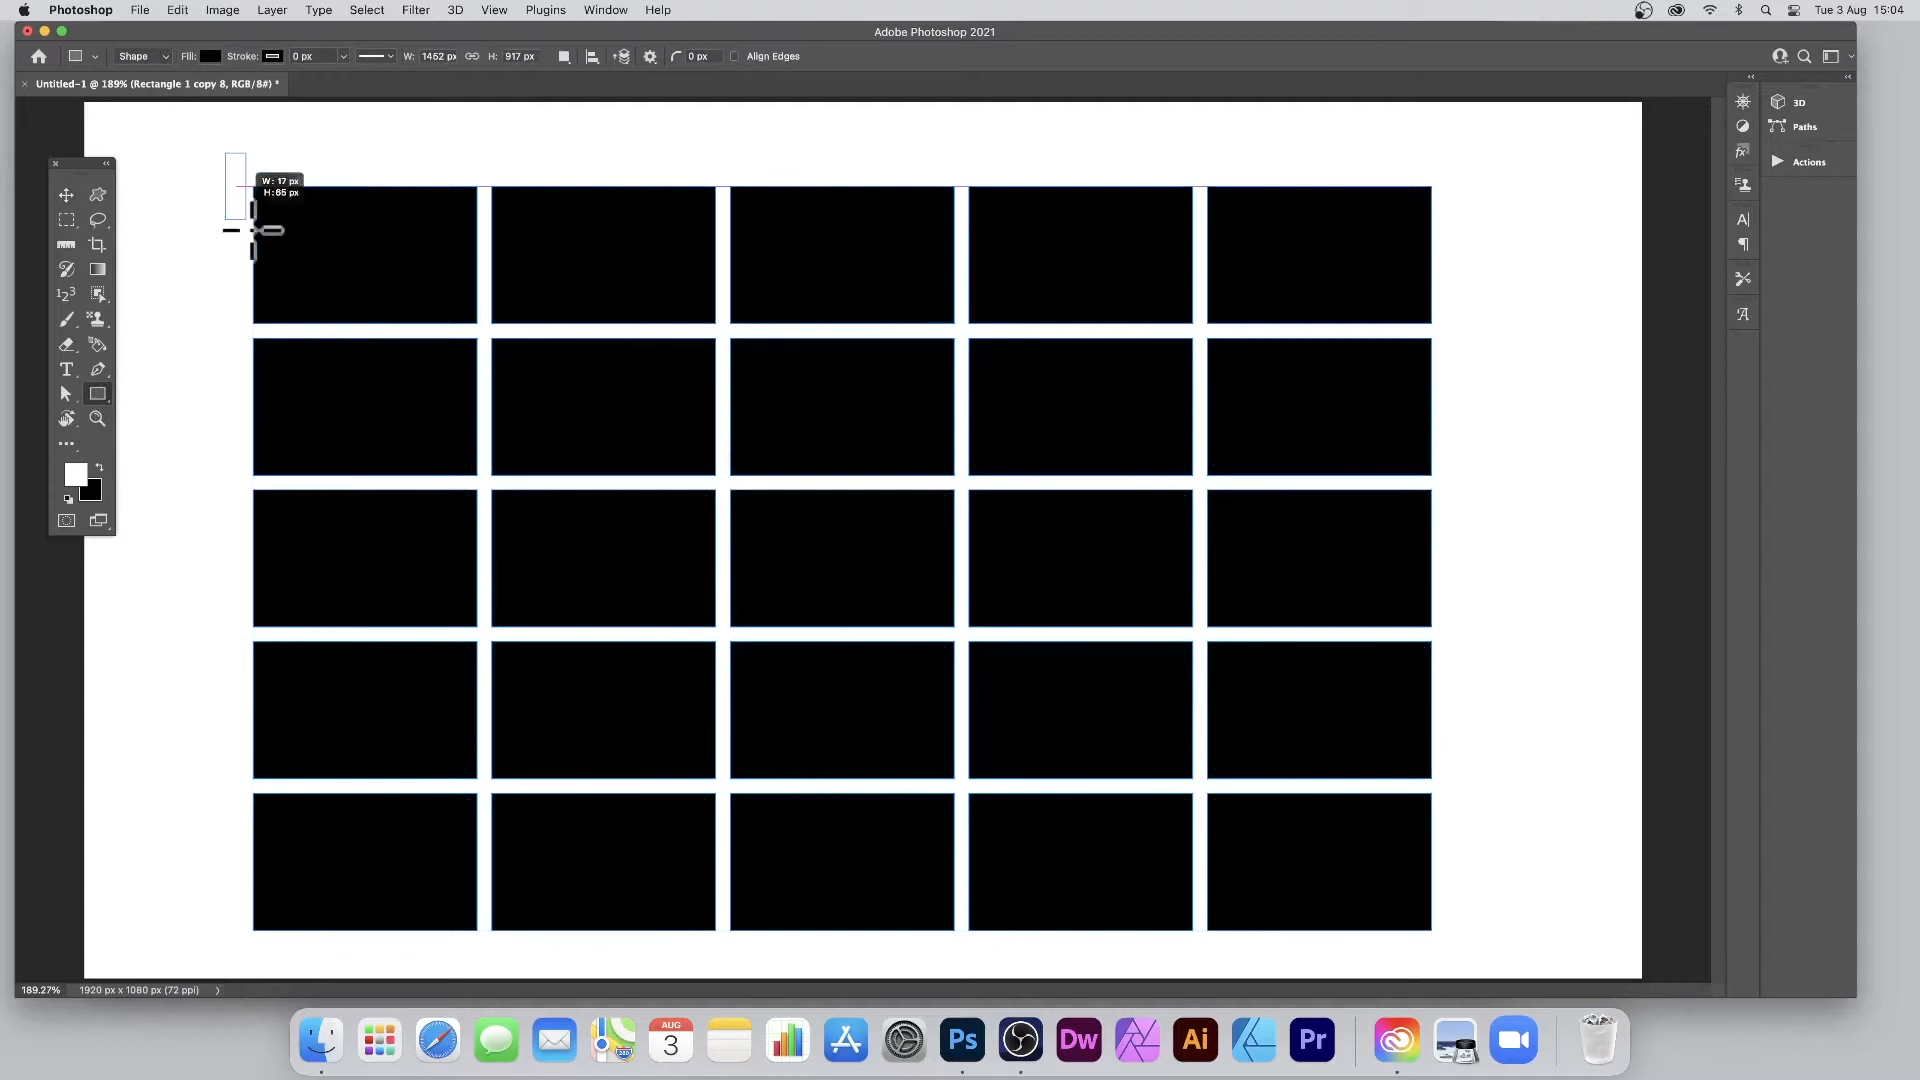 Photoshop File Edit Image Layer Type Select Filter 3D View Plugins Window Help Tue 3 Aug 15:04
Adobe Photoshop 2021
Shape Fill: Stroke: 0 px W: 1452 px H: 917 px 0 px Align Edges
Untitled-1 @ 189% (Rectangle 1 copy 8, RGB/8#) *
3D
Paths
Actions
W: 17 px
H: 65 px
189.27% 1920 px x 1080 px (72 ppi)
AUG
3
Ps Dw Ai Pr